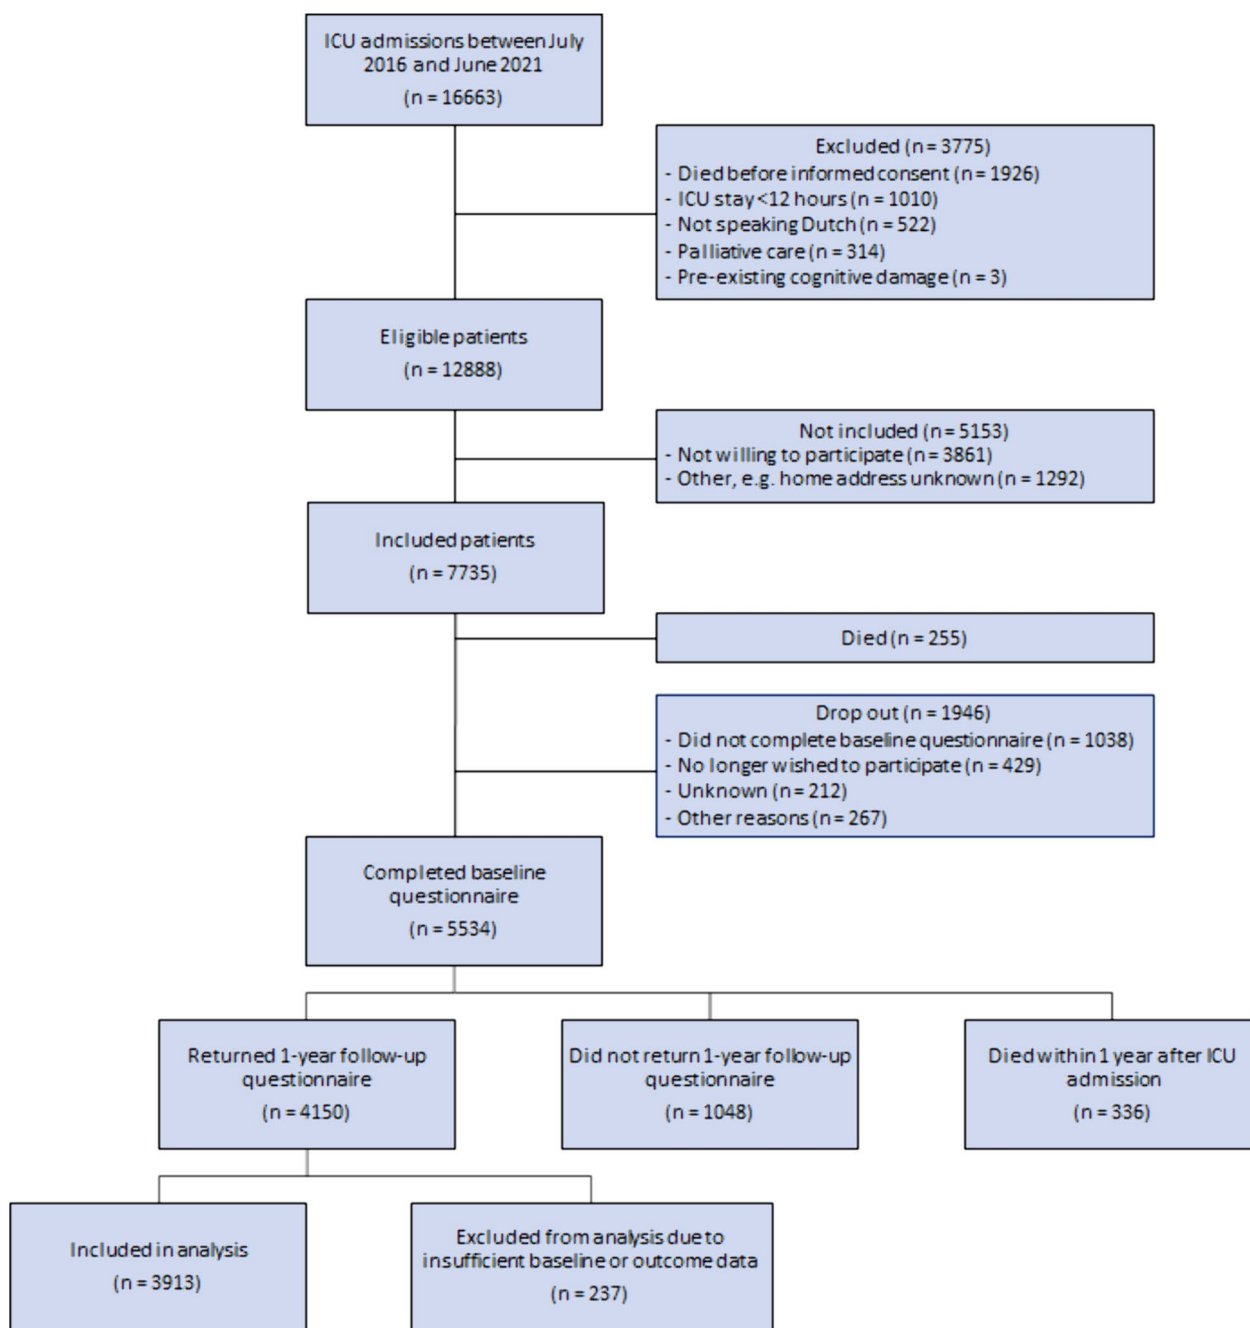 ICU admissions between July
2016 and June 2021
(n = 16663)
Excluded (n = 3775)
- Died before informed consent (n = 1926)
- ICU stay <12 hours (n = 1010)
- Not speaking Dutch (n = 522)
- Palliative care (n = 314)
- Pre-existing cognitive damage (n = 3)
Eligible patients
(n = 12888)
Not included (n = 5153)
- Not willing to participate (n = 3861)
- Other, e.g. home address unknown (n = 1292)
Included patients
(n = 7735)
Died (n = 255)
Drop out (n = 1946)
- Did not complete baseline questionnaire (n = 1038)
- No longer wished to participate (n = 429)
- Unknown (n = 212)
- Other reasons (n = 267)
Completed baseline
questionnaire
(n = 5534)
Returned 1-year follow-up
questionnaire
(n = 4150)
Did not return 1-year follow-up
questionnaire
(n = 1048)
Died within 1 year after ICU
admission
(n = 336)
Included in analysis
(n = 3913)
Excluded from analysis due to
insufficient baseline or outcome data
(n = 237)